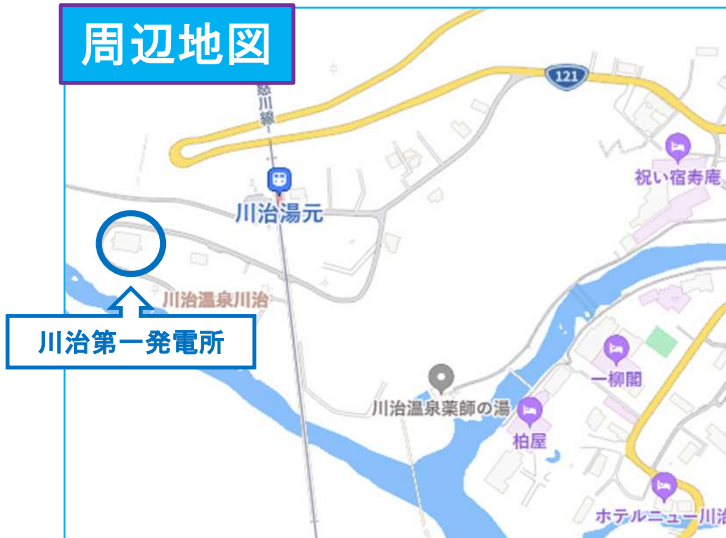 周辺地図
121
怒川線
祝い宿寿庵
川治湯元
川治温泉川治
川治第一発電所
一柳閣
川治温泉薬師の湯
柏屋
ホテルニュー川治